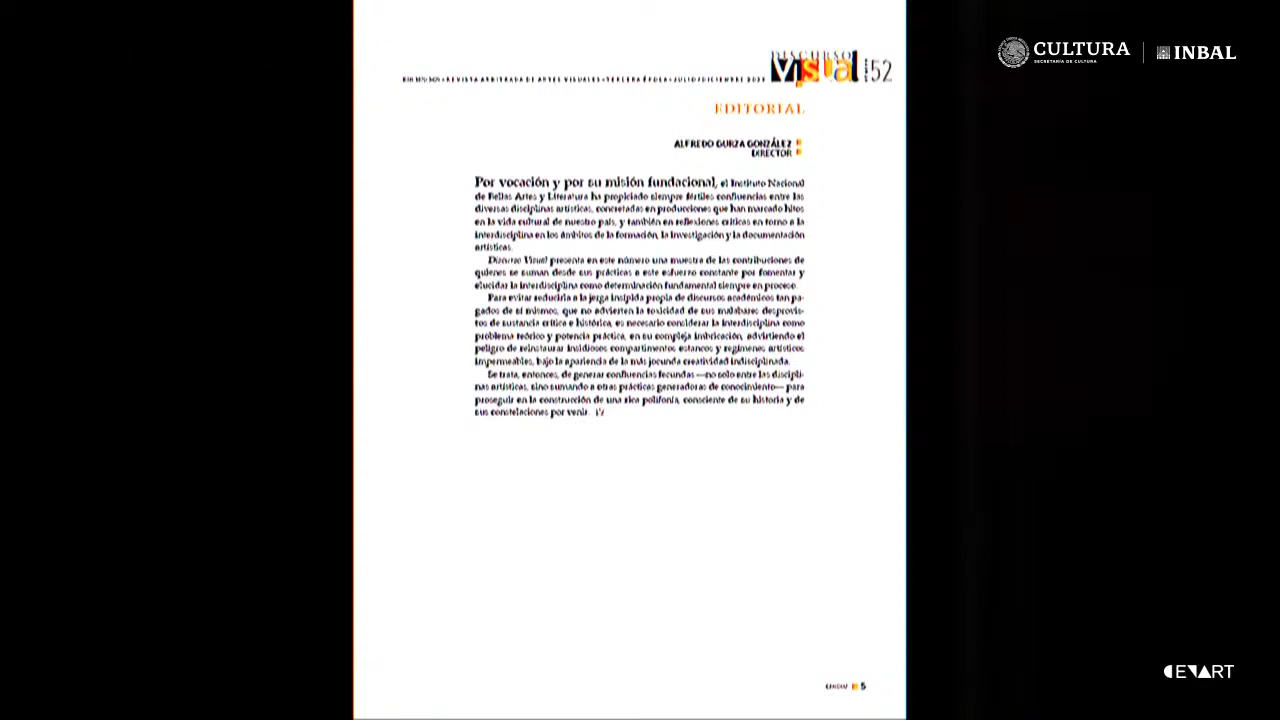 CULTURA
SECRETARÍA DE CULTURA
INBAL
DISCURSO
visual
52
REVISTA ARBITRADA DE ARTES VISUALES • TERCERA ÉPOCA • JULIO/DICIEMBRE 2023
EDITORIAL
ALFREDO GURZA GONZÁLEZ
DIRECTOR
Por vocación y por su misión fundacional, el Instituto Nacional
de Bellas Artes y Literatura ha propiciado siempre fértiles confluencias entre las
diversas disciplinas artísticas, concretadas en producciones que han marcado hitos
en la vida cultural de nuestro país, y también en reflexiones críticas en torno a la
interdisciplina en los ámbitos de la formación, la investigación y la documentación
artísticas.
Discurso Visual presenta en este número una muestra de las contribuciones de
quienes se suman desde sus prácticas a este esfuerzo constante por fomentar y
elucidar la interdisciplina como determinación fundamental siempre en proceso.
Para evitar reducirla a la jerga insípida propia de discursos académicos tan pa-
gados de sí mismos, que no advierten la toxicidad de sus malabares desprovis-
tos de sustancia crítica e histórica, es necesario considerar la interdisciplina como
problema teórico y potencia práctica, en su compleja imbricación, advirtiendo el
peligro de reinstaurar insidiosos compartimentos estancos y regímenes artísticos
impermeables, bajo la apariencia de la más jocunda creatividad indisciplinada.
Se trata, entonces, de generar confluencias fecundas —no solo entre las discipli-
nas artísticas, sino sumando a otras prácticas generadoras de conocimiento— para
proseguir en la construcción de una rica polifonía, consciente de su historia y de
sus constelaciones por venir.
5
CENART